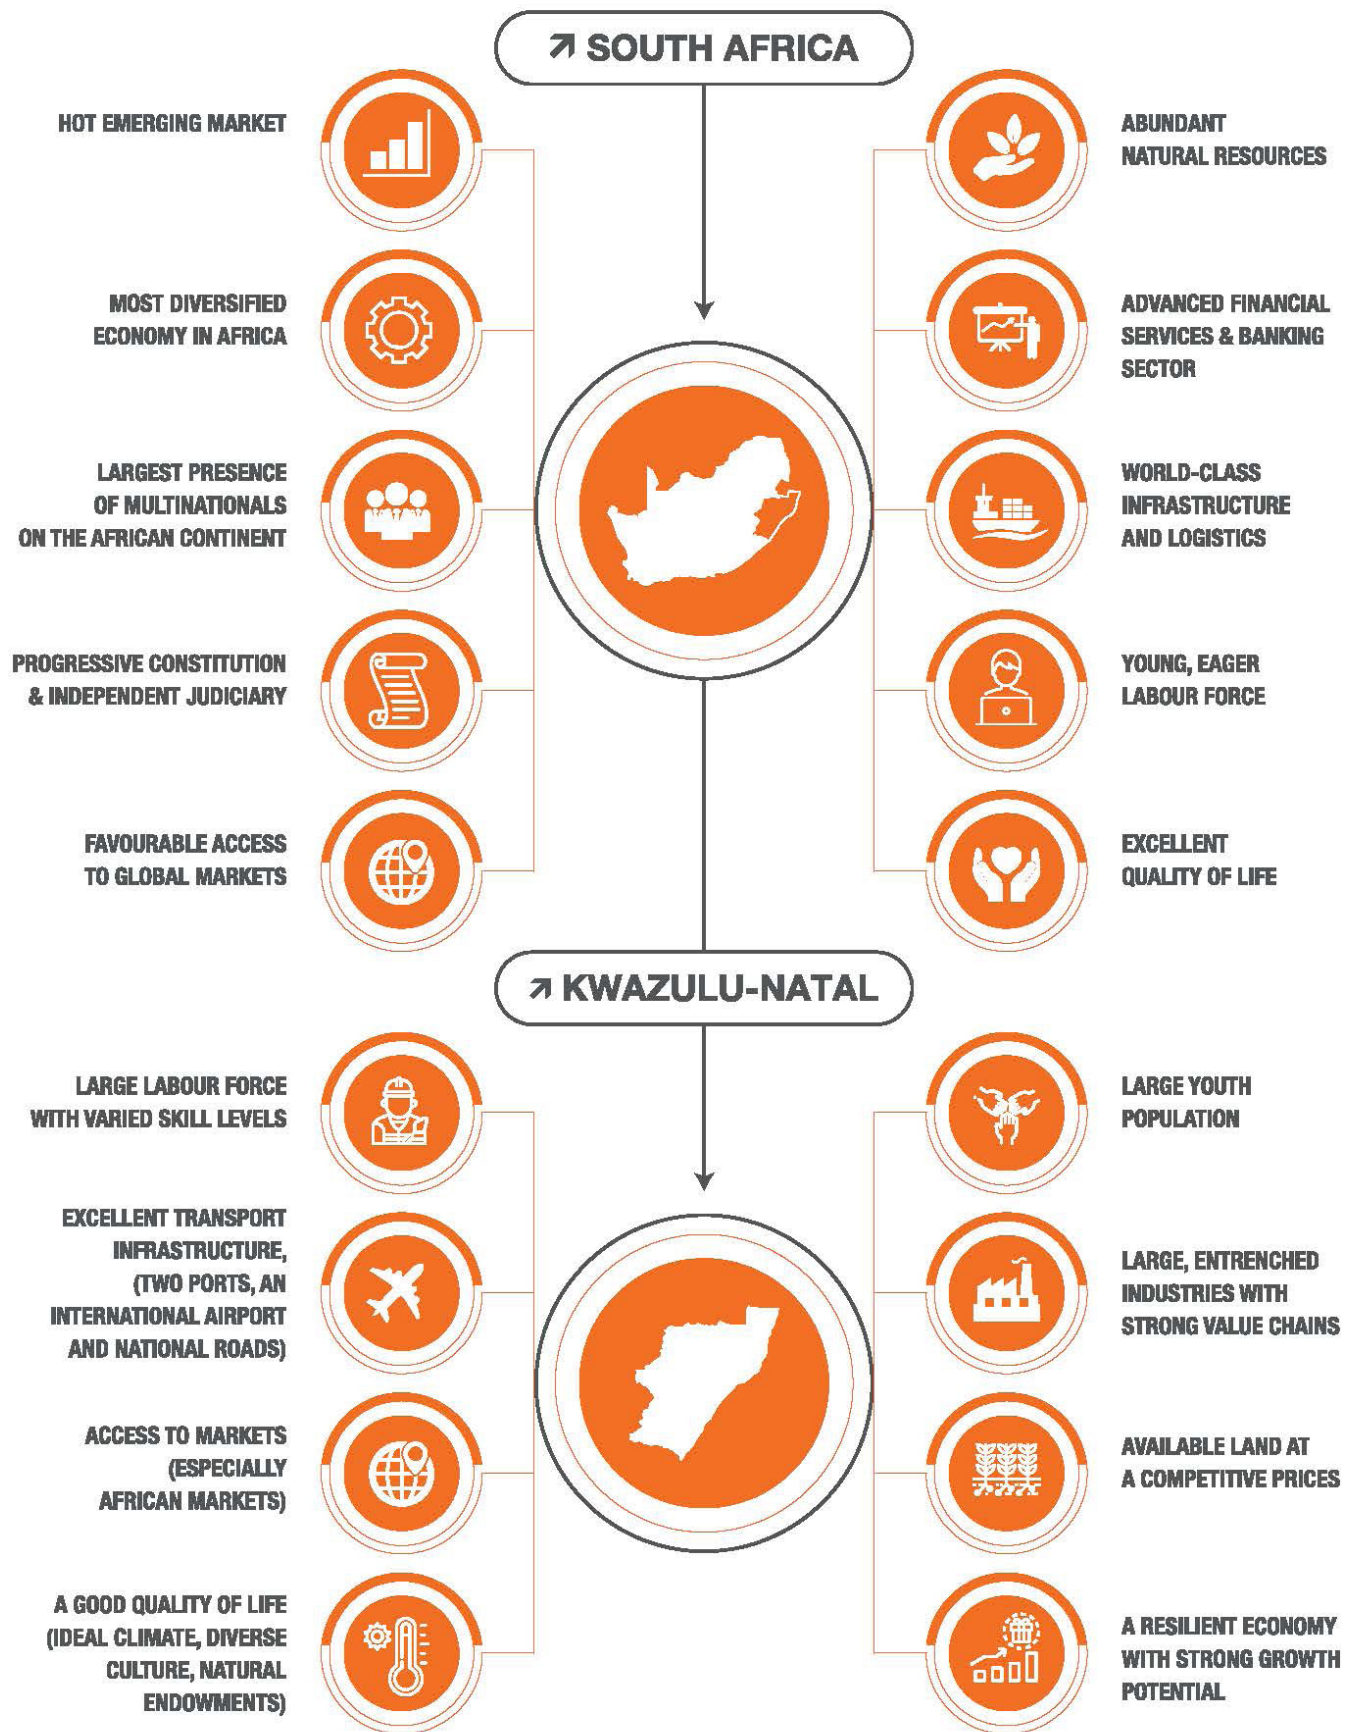 SOUTH AFRICA
HOT EMERGING MARKET
MOST DIVERSIFIED
ECONOMY IN AFRICA
LARGEST PRESENCE
OF MULTINATIONALS
ON THE AFRICAN CONTINENT
PROGRESSIVE CONSTITUTION
& INDEPENDENT JUDICIARY
FAVOURABLE ACCESS
TO GLOBAL MARKETS
ABUNDANT
NATURAL RESOURCES
ADVANCED FINANCIAL
SERVICES & BANKING
SECTOR
WORLD-CLASS
INFRASTRUCTURE
AND LOGISTICS
YOUNG, EAGER
LABOUR FORCE
EXCELLENT
QUALITY OF LIFE
KWAZULU-NATAL
LARGE LABOUR FORCE
WITH VARIED SKILL LEVELS
EXCELLENT TRANSPORT
INFRASTRUCTURE,
(TWO PORTS, AN
INTERNATIONAL AIRPORT
AND NATIONAL ROADS)
ACCESS TO MARKETS
(ESPECIALLY
AFRICAN MARKETS)
A GOOD QUALITY OF LIFE
(IDEAL CLIMATE, DIVERSE
CULTURE, NATURAL
ENDOWMENTS)
LARGE YOUTH
POPULATION
LARGE, ENTRENCHED
INDUSTRIES WITH
STRONG VALUE CHAINS
AVAILABLE LAND AT
A COMPETITIVE PRICES
A RESILIENT ECONOMY
WITH STRONG GROWTH
POTENTIAL